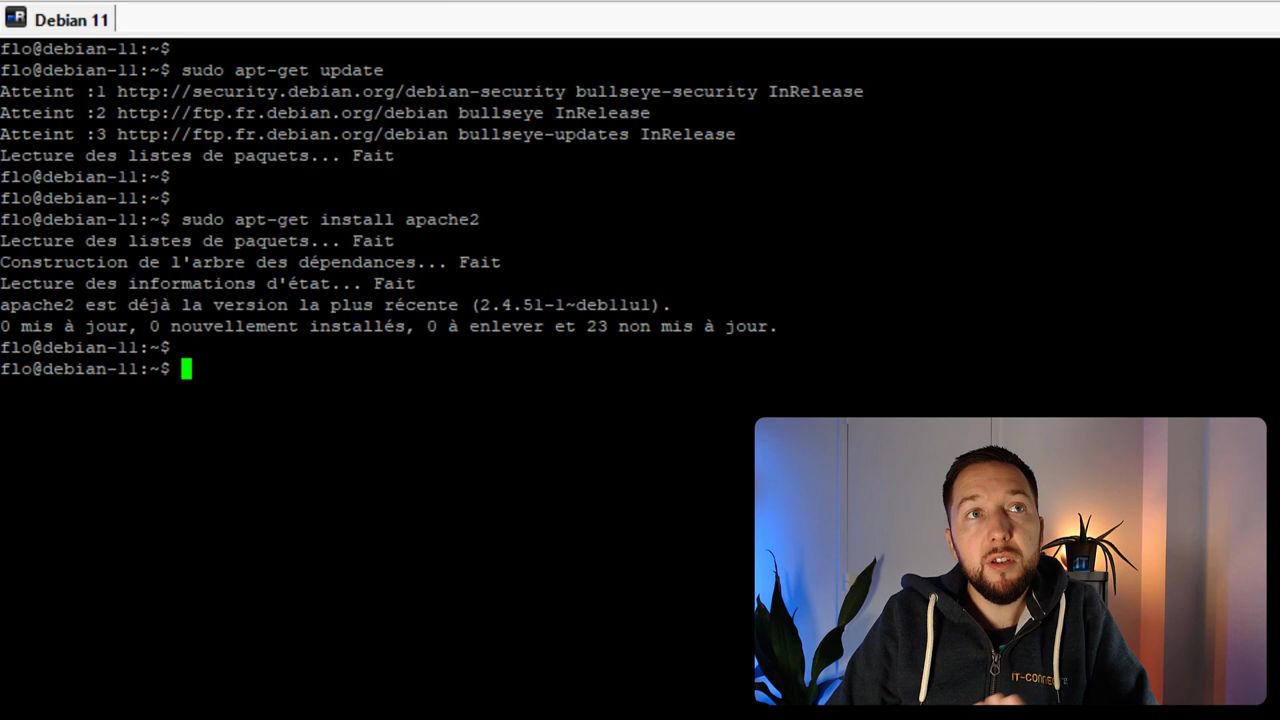 Debian 11
flo@debian-11:~$
flo@debian-11:~$ sudo apt-get update
Atteint :1 http://security.debian.org/debian-security bullseye-security InRelease
Atteint :2 http://ftp.fr.debian.org/debian bullseye InRelease
Atteint :3 http://ftp.fr.debian.org/debian bullseye-updates InRelease
Lecture des listes de paquets... Fait
flo@debian-11:~$
flo@debian-11:~$
flo@debian-11:~$ sudo apt-get install apache2
Lecture des listes de paquets... Fait
Construction de l'arbre des dépendances... Fait
Lecture des informations d'état... Fait
apache2 est déjà la version la plus récente (2.4.51-1~deb11u1).
0 mis à jour, 0 nouvellement installés, 0 à enlever et 23 non mis à jour.
flo@debian-11:~$
flo@debian-11:~$
IT